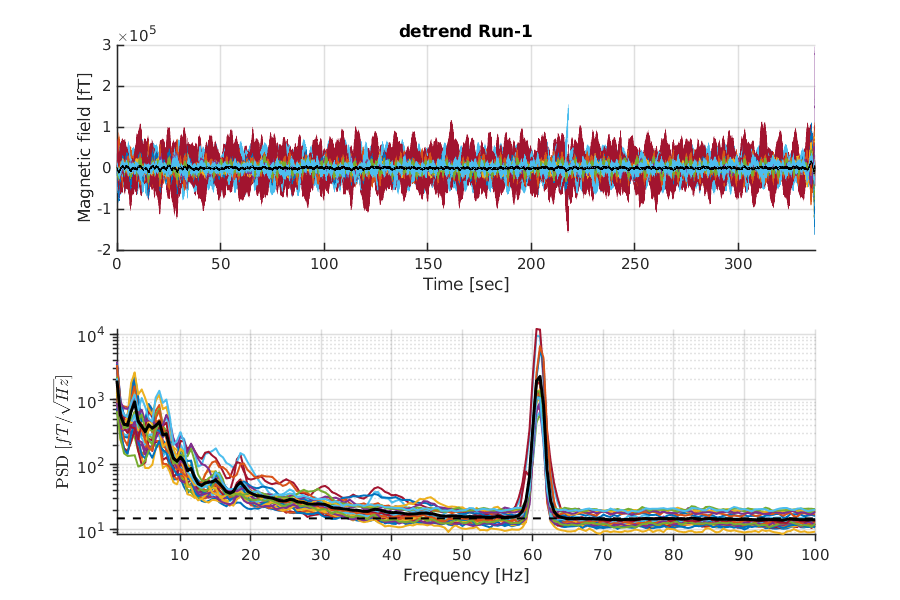 detrend Run-1
×10^5
3
2
1
0
-1
-2
Magnetic field [fT]
0 50 100 150 200 250 300
Time [sec]
10^4
10^3
10^2
10^1
PSD [fT/√Hz]
10 20 30 40 50 60 70 80 90 100
Frequency [Hz]